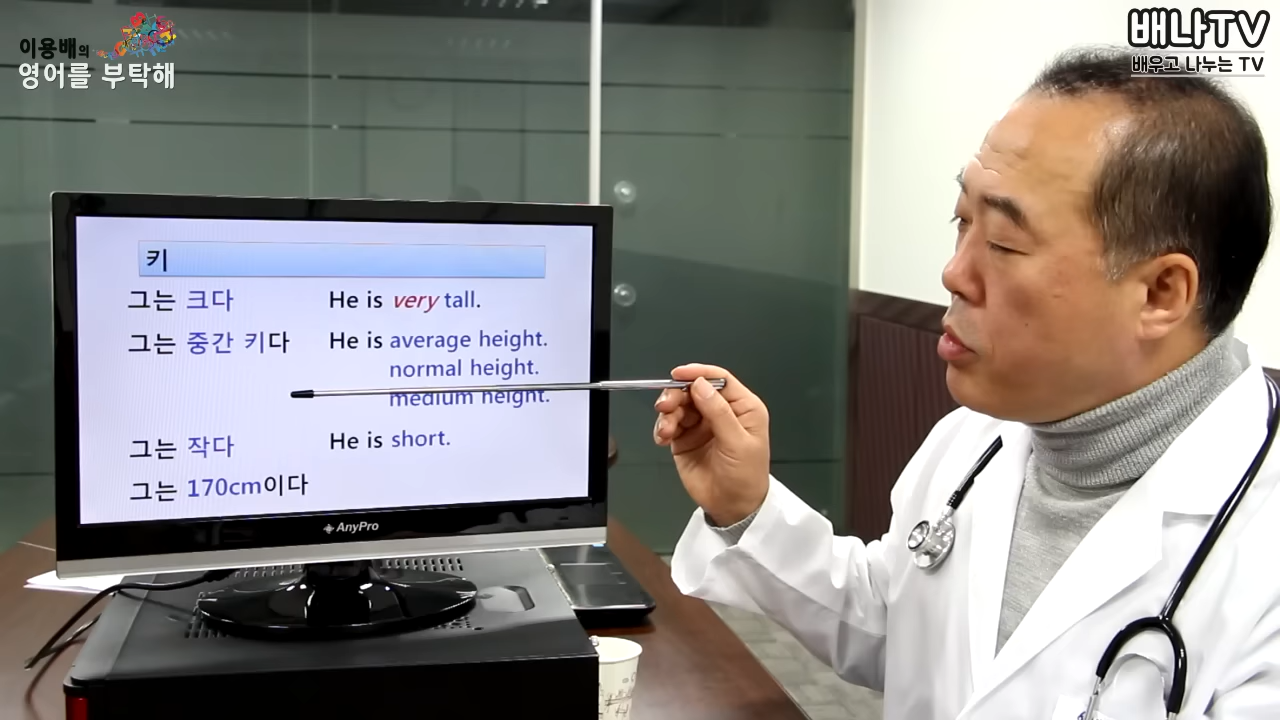 이용배의
영어를 부탁해
배나TV
배우고 나누는 TV
키
그는 크다 He is very tall.
그는 중간 키다 He is average height.
normal height.
medium height.
그는 작다 He is short.
그는 170cm이다
AnyPro